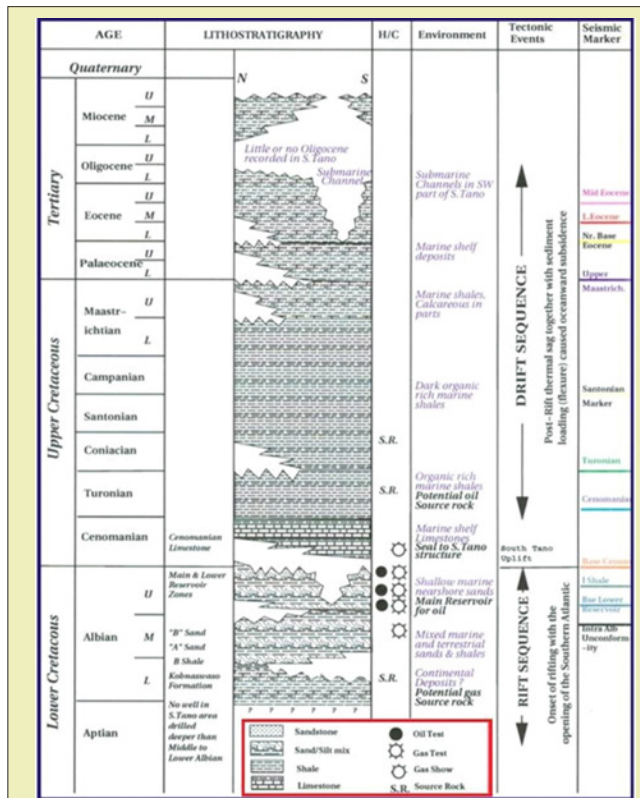 AGE
LITHOSTRATIGRAPHY
H/C
Environment
Tectonic
Events
Seismic
Marker
Quaternary
N
S
Tertiary
Miocene
U
M
L
Oligocene
U
L
Little or no Oligocene
recorded in S.Tano
Submarine
Channel
Eocene
U
M
L
Submarine
Channels in SW
part of S.Tano
Palaeocene
U
L
Marine shelf
deposits
Mid Eocene
L.Eocene
Nr. Base
Eocene
Upper
Maastrich.
Upper Cretaceous
Maastr-
ichtian
U
L
Marine shales,
Calcareous in
parts
Campanian
Santonian
Dark organic
rich marine
shales
Santonian
Marker
Coniacian
S.R.
Turonian
Turonian
S.R.
Organic rich
marine shales
Potential oil
Source rock
Cenomanian
Cenomanian
Cenomanian
Limestone
Marine shelf
Limestones
Seal to S.Tano
structure
DRIFT SEQUENCE
Post-Rift thermal sag together with sediment
loading (flexure) caused oceanward subsidence
South Tano
Uplift
Lower Cretacous
Albian
U
M
L
Main & Lower
Reservoir
Zones
Shallow marine
nearshore sands
Main Reservoir
for oil
"B" Sand
"A" Sand
B Shale
Mixed marine
and terrestrial
sands & shales
Kobnaswaso
Formation
S.R.
Continental
Deposits ?
Potential gas
Source rock
Aptian
No well in
S.Tano area
drilled
deeper than
Middle to
Lower Albian
? ? ? ? ? ?
RIFT SEQUENCE
Onset of rifting with the
opening of the Southern Atlantic
I Shale
Reservoir
Intra Alb
Unconform
-ity
Sandstone
Sand/Silt mix
Shale
Limestone
Oil Test
Gas Test
Gas Show
S.R. Source Rock